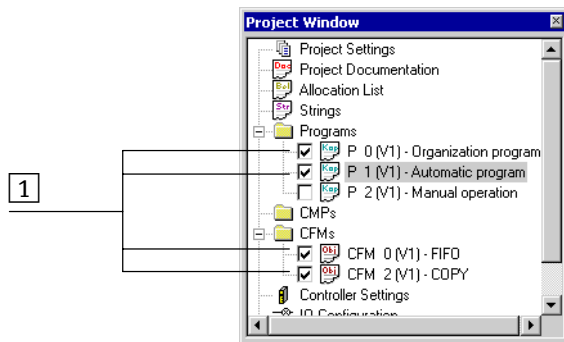 Project Window
Project Settings
Project Documentation
Allocation List
Strings
Programs
P 0 (V1) - Organization program
P 1 (V1) - Automatic program
P 2 (V1) - Manual operation
CMPs
CFMs
CFM 0 (V1) - FIFO
CFM 2 (V1) - COPY
Controller Settings
IO Configuration
1